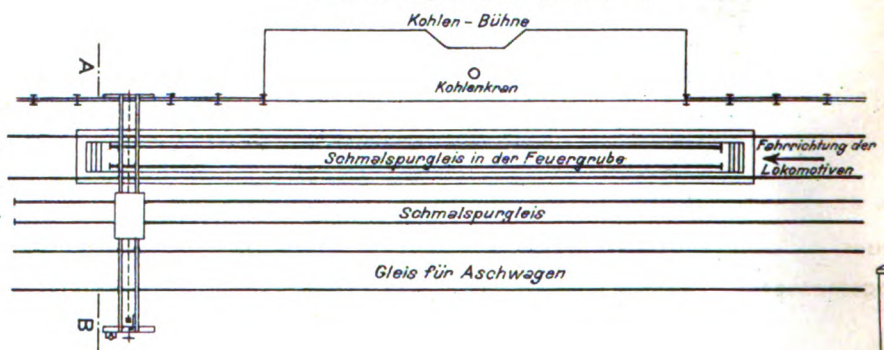 Kohlen-Bühne
A
Kohlenkran
Schmalspurgleis in der Feuergrube
Fahrrichtung der
Lokomotiven
Schmalspurgleis
Gleis für Aschwagen
B